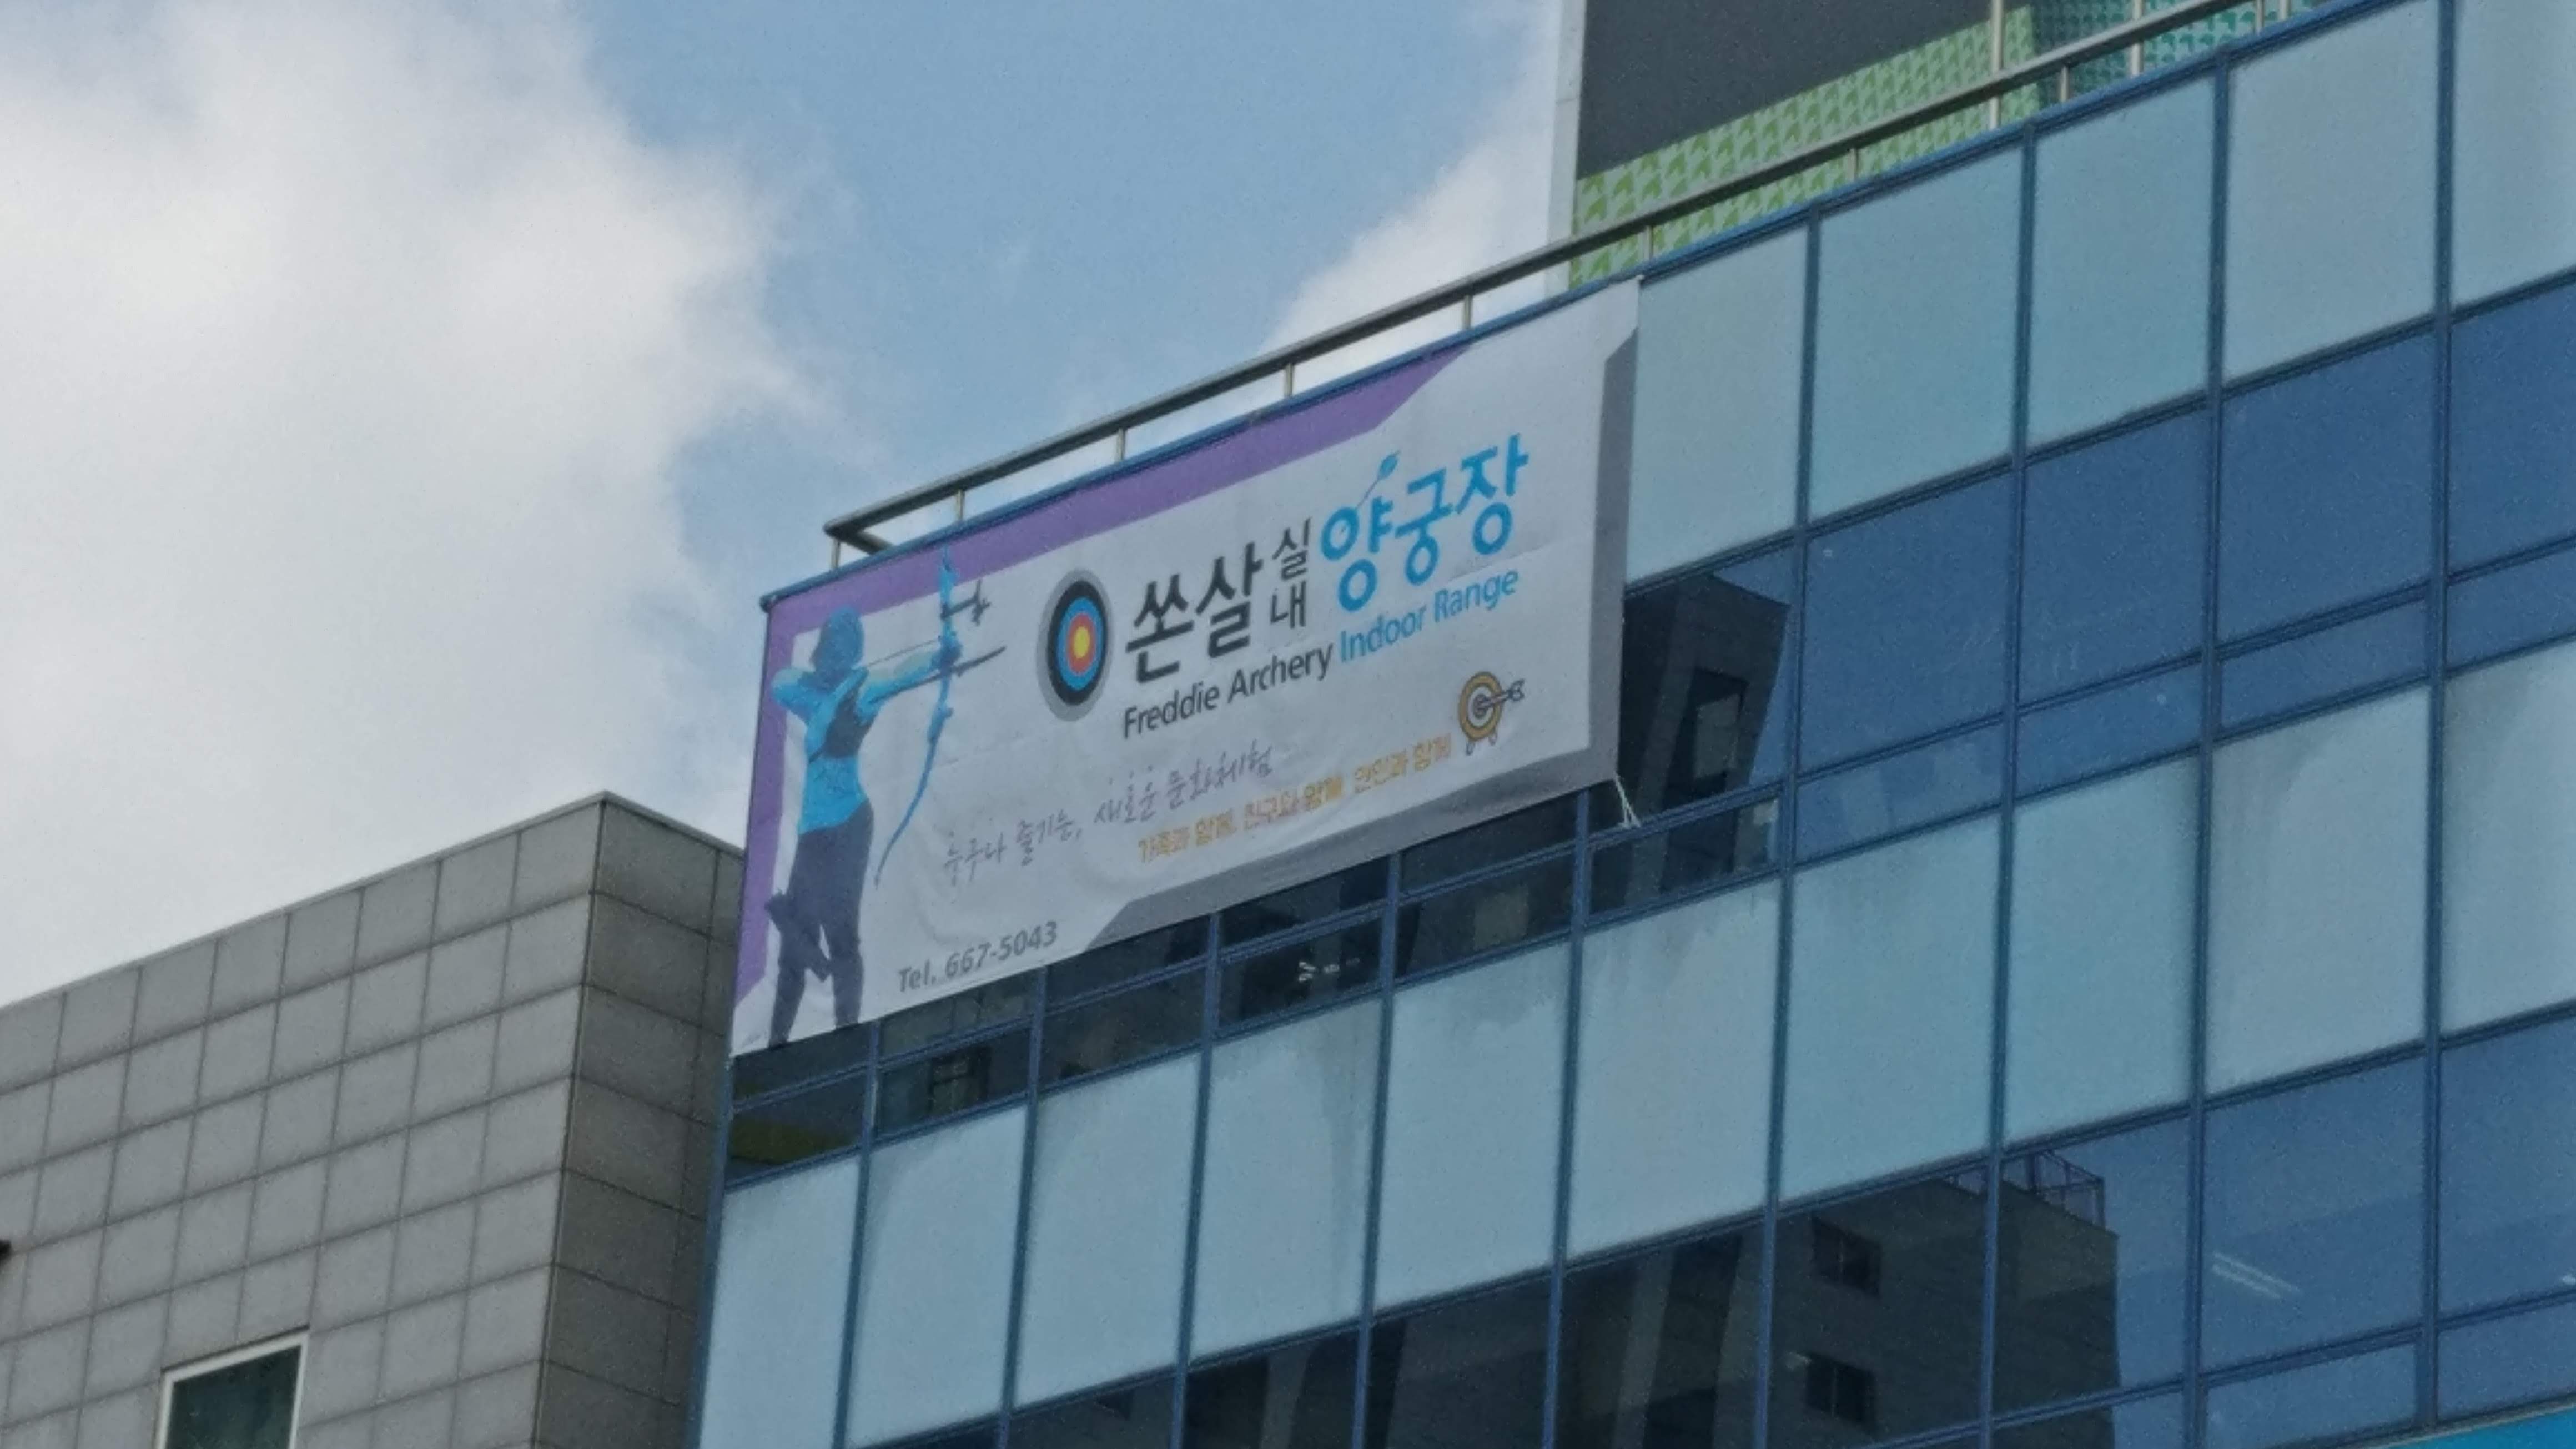 쏜살 실내 양궁장
Freddie Archery Indoor Range
누구나 즐기는, 새로운 문화체험
가족과 함께, 친구와 함께, 연인과 함께
Tel. 667-5043